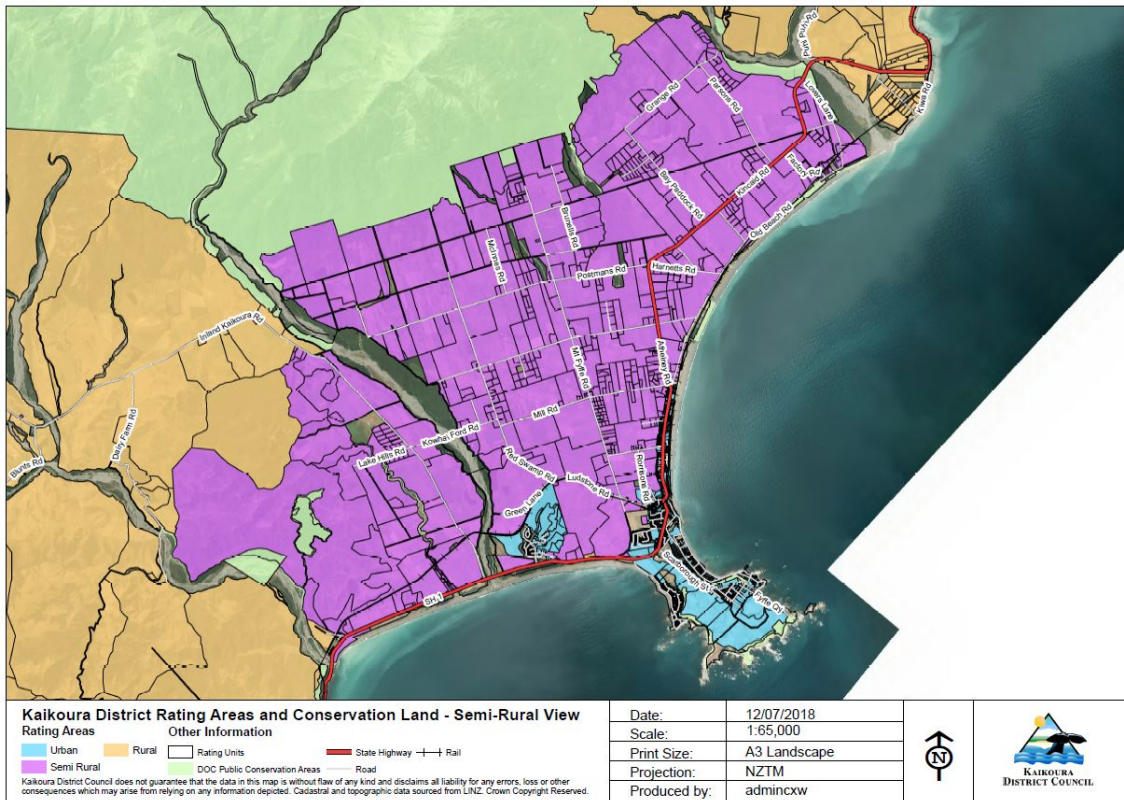 Puhi Puhi Rd
Grange Rd
Parsons Rd
Lovers Lane
Kiwa Rd
Factory Rd
Kincaid Rd
Bay Paddock Rd
Old Beach Rd
Brunells Rd
McInnes Rd
Postmans Rd
Harnetts Rd
Inland Kaikoura Rd
Mt Fyffe Rd
Athelney Rd
Dairy Farm Rd
Mill Rd
Kowhai Ford Rd
Lake Hills Rd
Blunts Rd
Red Swamp Rd
Ludstone Rd
Rorrisons Rd
Green Lane
Scarborough St
Fyffe Qy
SH 1
Kaikoura District Rating Areas and Conservation Land - Semi-Rural View
Rating Areas
Other Information
Urban
Rural
Rating Units
State Highway
Rail
Semi Rural
DOC Public Conservation Areas
Road
Kaikoura District Council does not guarantee that the data in this map is without flaw of any kind and disclaims all liability for any errors, loss or other
consequences which may arise from relying on any information depicted. Cadastral and topographic data sourced from LINZ. Crown Copyright Reserved.
Date: 12/07/2018
Scale: 1:65,000
Print Size: A3 Landscape
Projection: NZTM
Produced by: admincxw
N
KAIKOURA
DISTRICT COUNCIL